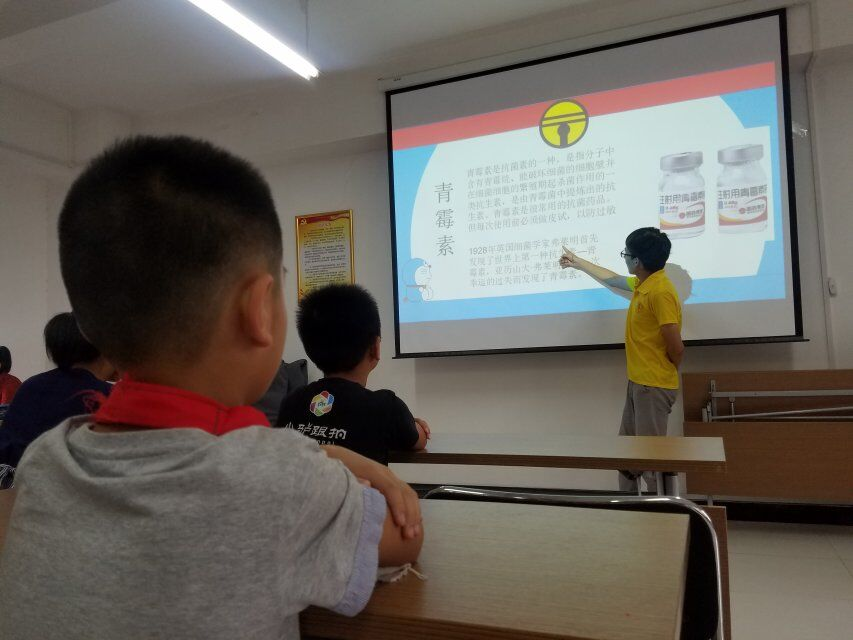 青霉素
青霉素是抗菌素的一种，是指分子中
含有青霉烷、能破坏细菌的细胞壁并
在细菌细胞的繁殖期起杀菌作用的一
类抗生素，是由青霉菌中提炼出的抗
生素。青霉素是很常用的抗菌药品。
但每次使用前必须做皮试，以防过敏
1928年英国细菌学家弗莱明首先
发现了世界上第一种抗
霉素，亚历山大·弗莱明
幸运的过失而发现了青霉素。
注射用青霉素
注射用青霉素
小龍跟拍